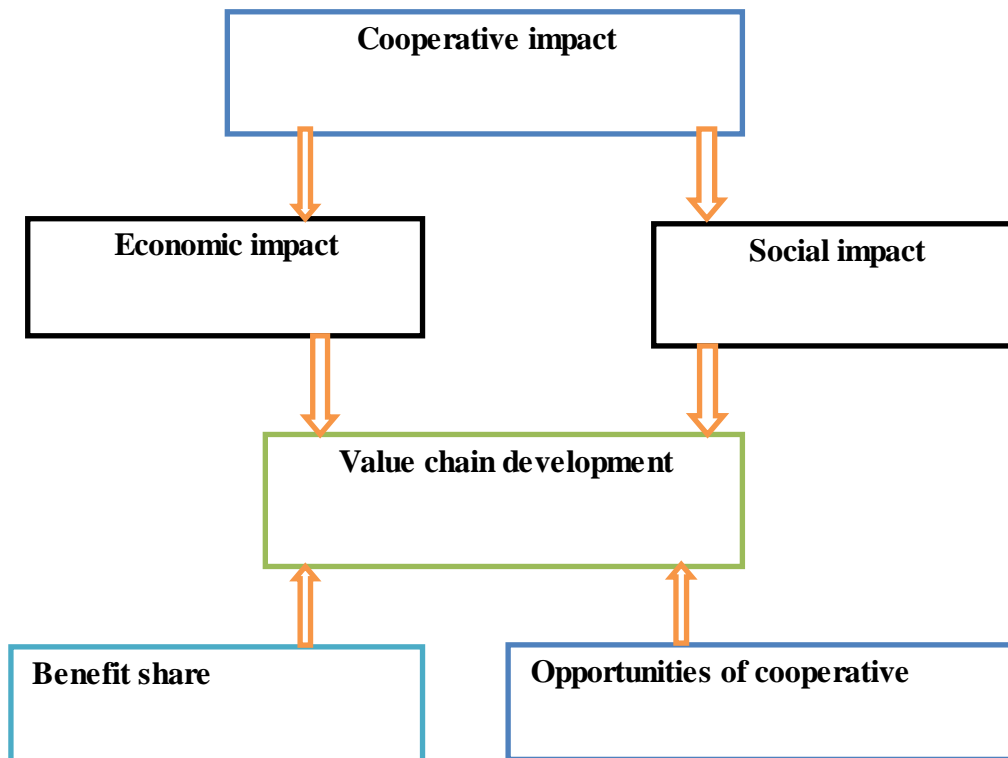 Cooperative impact
Economic impact
Social impact
Value chain development
Benefit share
Opportunities of cooperative